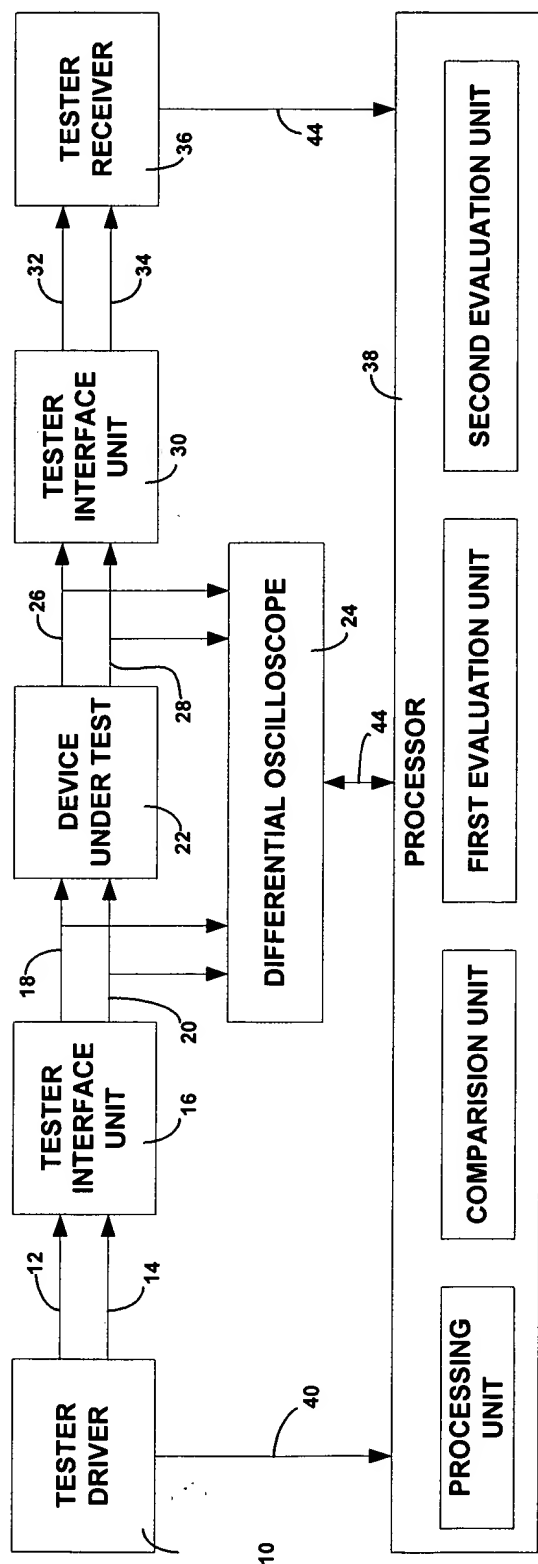 TESTER
DRIVER
10
12
14
TESTER
INTERFACE
UNIT
16
18
20
DEVICE
UNDER TEST
22
26
28
TESTER
INTERFACE
UNIT
30
32
34
TESTER
RECEIVER
36
40
DIFFERENTIAL OSCILLOSCOPE
24
44
44
38
PROCESSOR
PROCESSING
UNIT
COMPARISION UNIT
FIRST EVALUATION UNIT
SECOND EVALUATION UNIT